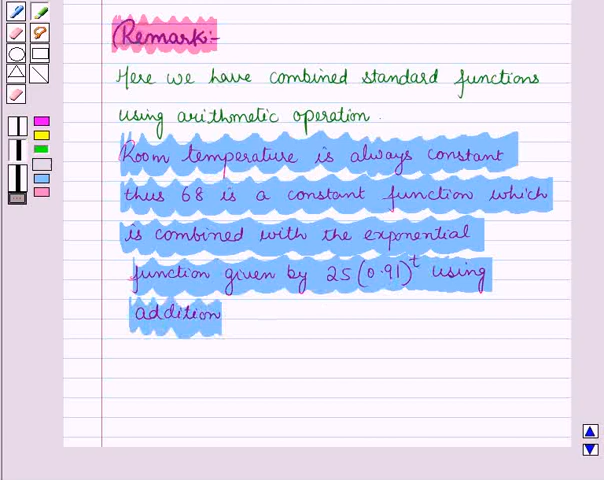 Remark:-
Here we have combined standard functions
using arithmetic operation.
Room temperature is always constant
thus 68 is a constant function which
is combined with the exponential
function given by 25(0.91)^t using
addition